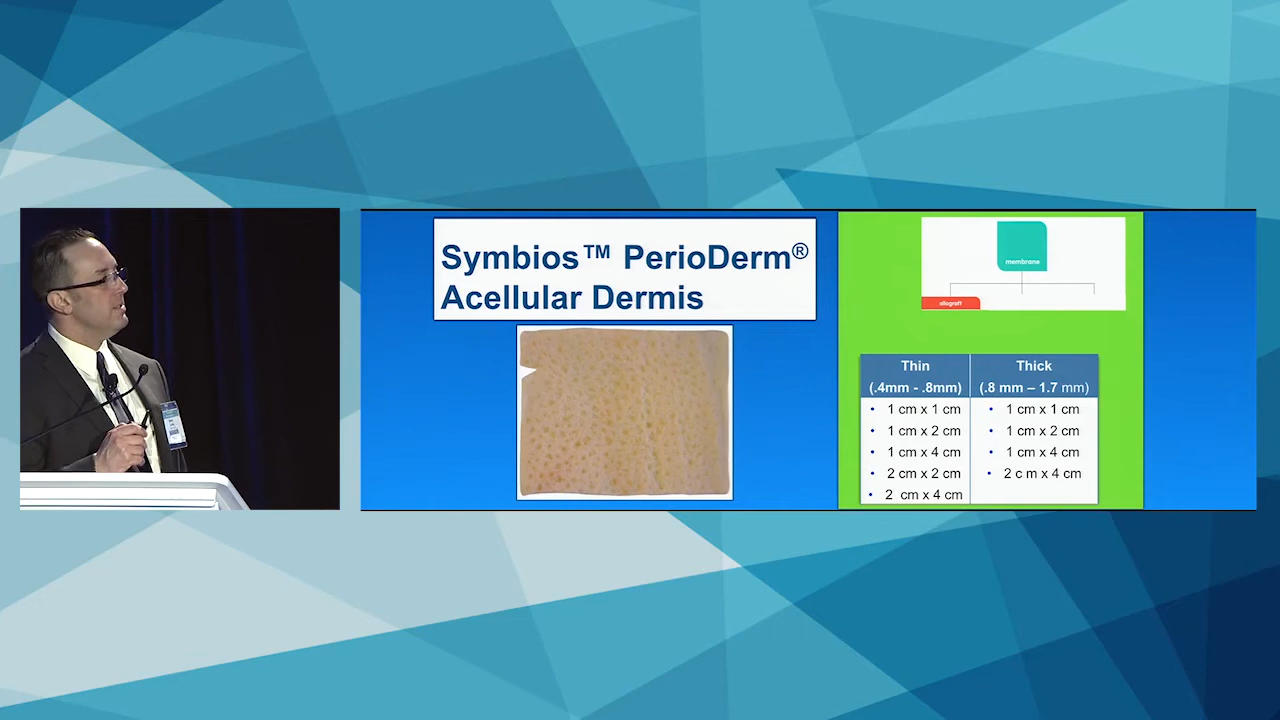 Symbios™ PerioDerm®
Acellular Dermis
membrane
allograft
Thin
(.4mm - .8mm)
• 1 cm x 1 cm
• 1 cm x 2 cm
• 1 cm x 4 cm
• 2 cm x 2 cm
• 2 cm x 4 cm
Thick
(.8 mm – 1.7 mm)
• 1 cm x 1 cm
• 1 cm x 2 cm
• 1 cm x 4 cm
• 2 c m x 4 cm